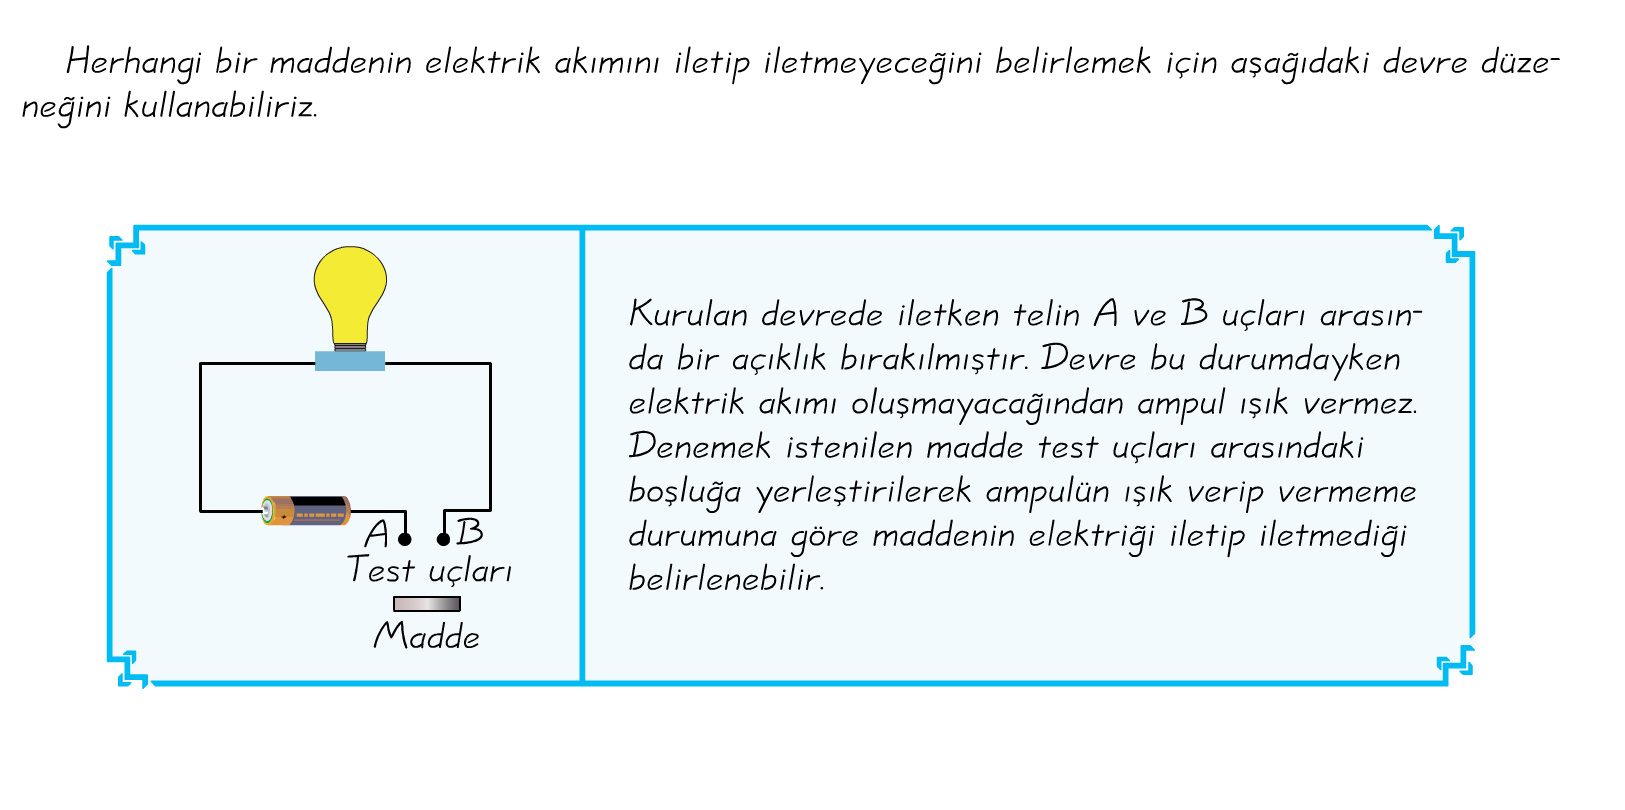 Herhangi bir maddenin elektrik akımını iletip iletmeyeceğini belirlemek için aşağıdaki devre düze-
neğini kullanabiliriz.
A
B
Test uçları
Madde
Kurulan devrede iletken telin A ve B uçları arasın-
da bir açıklık bırakılmıştır. Devre bu durumdayken
elektrik akımı oluşmayacağından ampul ışık vermez.
Denemek istenilen madde test uçları arasındaki
boşluğa yerleştirilerek ampulün ışık verip vermeme
durumuna göre maddenin elektriği iletip iletmediği
belirlenebilir.